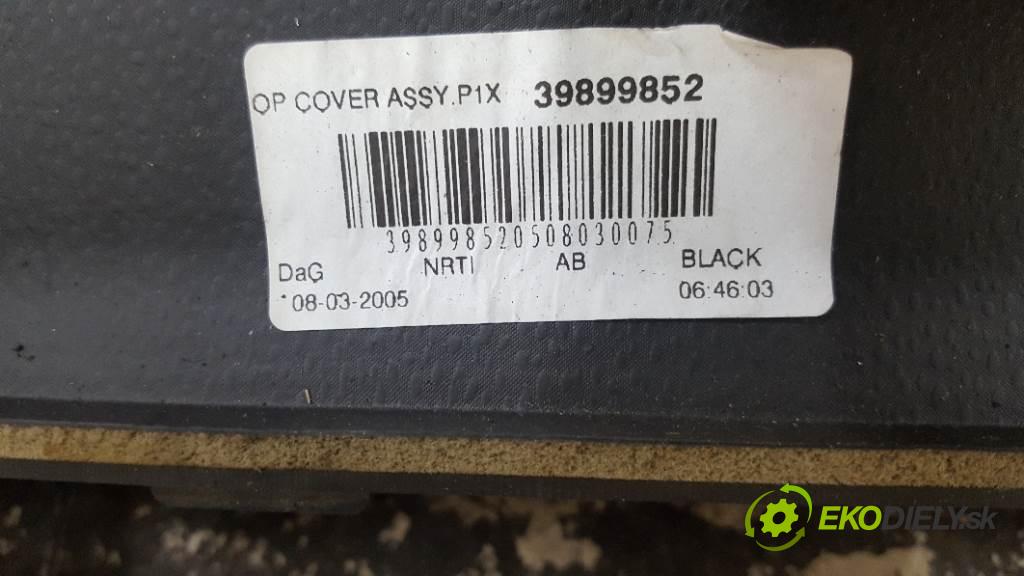 OP COVER ASSY.P1X 39899852
398998520508030075
DaG NRTI AB BLACK
08-03-2005 06:46:03
EKODIELY.sk